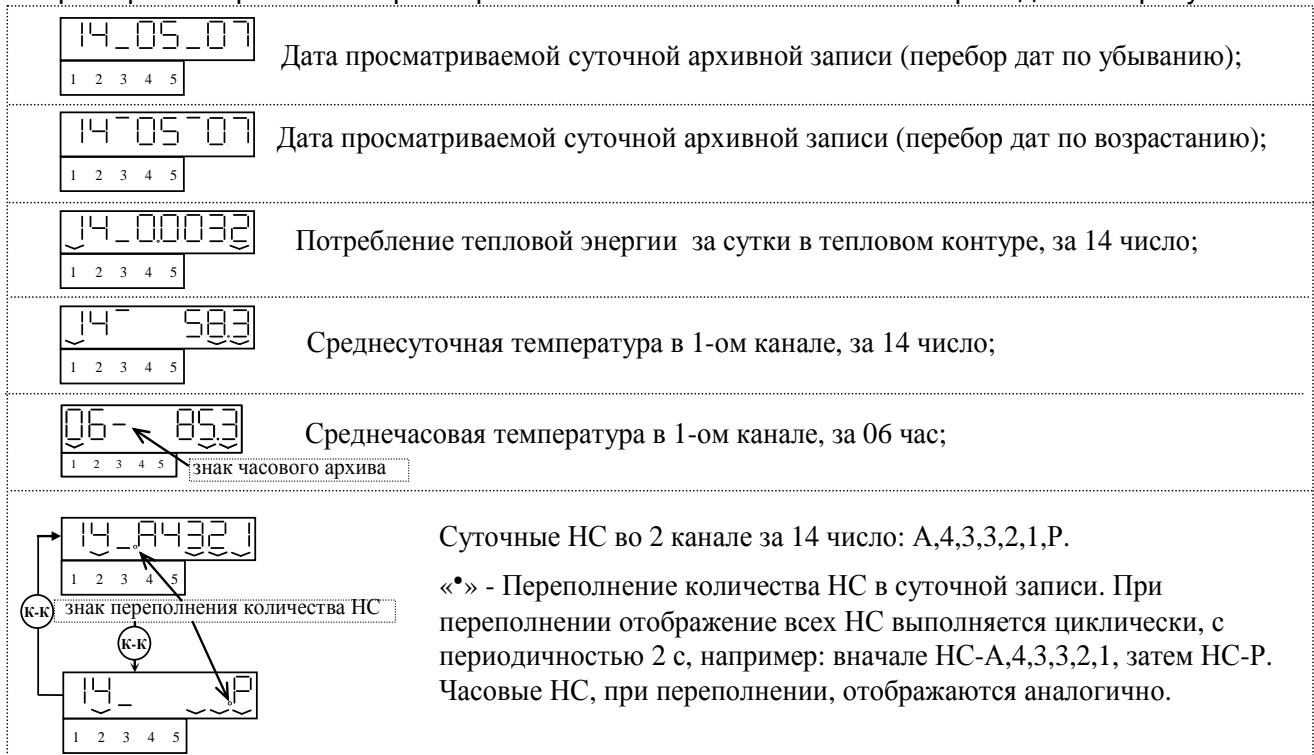 14_05_07
Дата просматриваемой суточной архивной записи (перебор дат по убыванию);
1 2 3 4 5
14¯05¯07
Дата просматриваемой суточной архивной записи (перебор дат по возрастанию);
1 2 3 4 5
14_0.0032
Потребление тепловой энергии за сутки в тепловом контуре, за 14 число;
1 2 3 4 5
14¯ 58.3
Среднесуточная температура в 1-ом канале, за 14 число;
1 2 3 4 5
06- 85.3
Среднечасовая температура в 1-ом канале, за 06 час;
1 2 3 4 5
знак часового архива
14_A4321
Суточные НС во 2 канале за 14 число: А,4,3,3,2,1,Р.
1 2 3 4 5
«•» - Переполнение количества НС в суточной записи. При
К-К знак переполнения количества НС
переполнении отображение всех НС выполняется циклически, с
К-К
периодичностью 2 с, например: вначале НС-А,4,3,3,2,1, затем НС-Р.
14_ P
Часовые НС, при переполнении, отображаются аналогично.
1 2 3 4 5